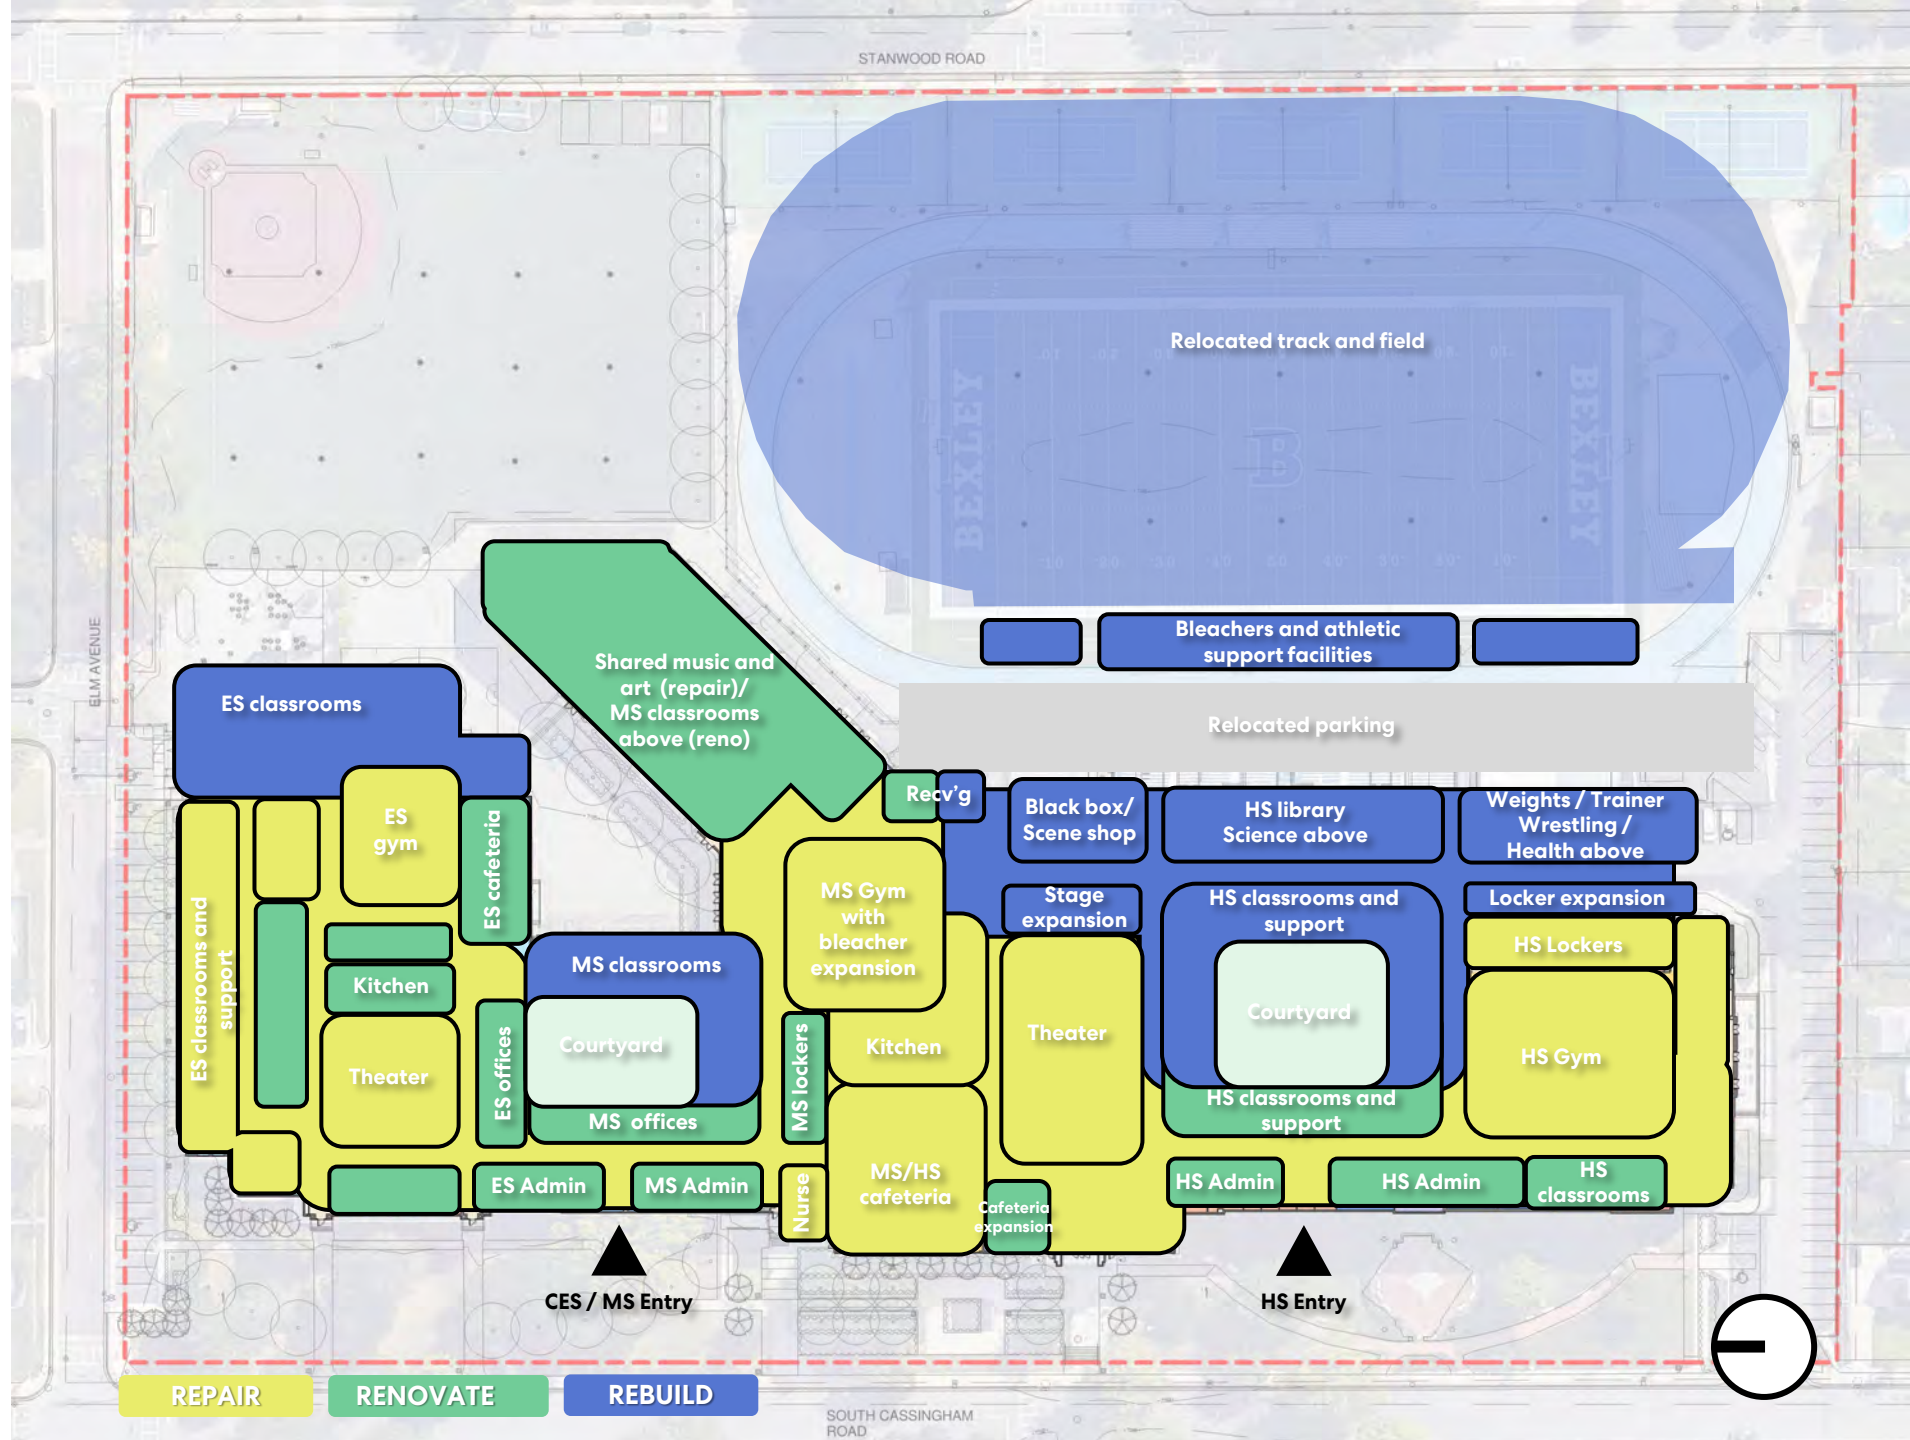 STANWOOD ROAD
Relocated track and field
BEXLEY
B
BEXLEY
ELM AVENUE
Bleachers and athletic
support facilities
Shared music and
art (repair)/
MS classrooms
above (reno)
Relocated parking
ES classrooms
ES
gym
ES cafeteria
Recv'g
Black box/
Scene shop
HS library
Science above
Weights / Trainer
Wrestling /
Health above
ES classrooms and
support
MS Gym
with
bleacher
expansion
Stage
expansion
HS classrooms and
support
Locker expansion
HS Lockers
Kitchen
MS classrooms
Courtyard
Theater
ES offices
MS offices
MS lockers
Kitchen
Theater
Courtyard
HS Gym
HS classrooms and
support
ES Admin
MS Admin
Nurse
MS/HS
cafeteria
Cafeteria
expansion
HS Admin
HS Admin
HS
classrooms
CES / MS Entry
HS Entry
REPAIR
RENOVATE
REBUILD
SOUTH CASSINGHAM
ROAD